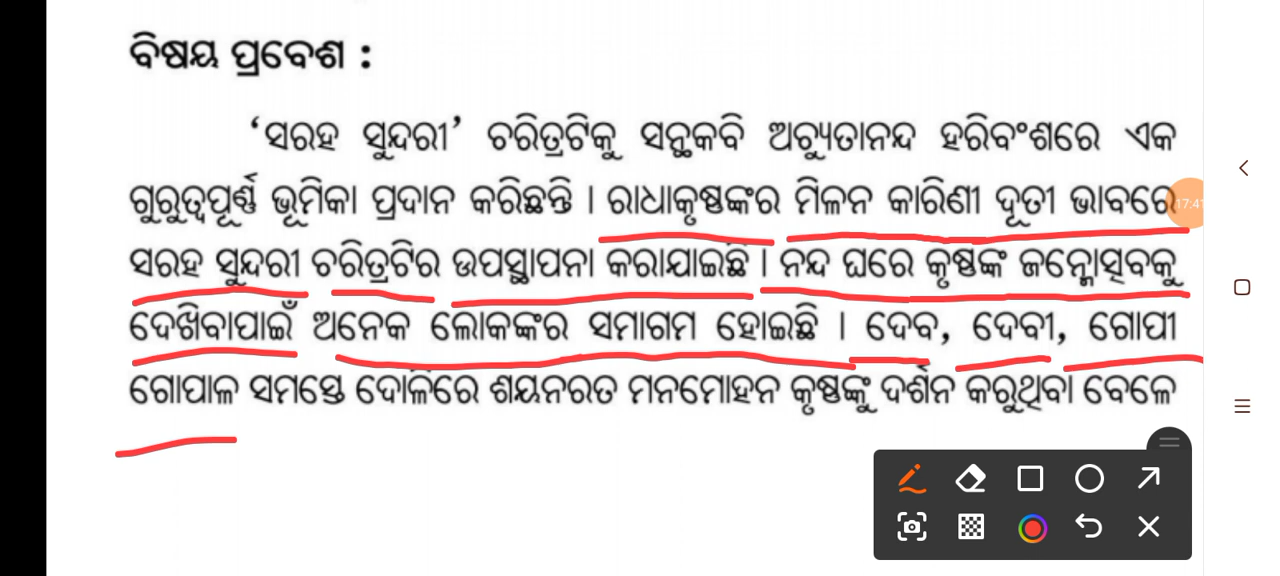 ବିଷୟ ପ୍ରବେଶ :
‘ସରହ ସୁନ୍ଦରୀ’ ଚରିତ୍ରଟିକୁ ସନ୍ଥକବି ଅଚ୍ୟୁତାନନ୍ଦ ହରିବଂଶରେ ଏକ
ଗୁରୁତ୍ୱପୂର୍ଣ୍ଣ ଭୂମିକା ପ୍ରଦାନ କରିଛନ୍ତି । ରାଧାକୃଷ୍ଣଙ୍କର ମିଳନ କାରିଣୀ ଦୂତୀ ଭାବରେ
17:41
ସରହ ସୁନ୍ଦରୀ ଚରିତ୍ରଟିର ଉପସ୍ଥାପନା କରାଯାଇଛି । ନନ୍ଦ ଘରେ କୃଷ୍ଣଙ୍କ ଜନ୍ମୋତ୍ସବକୁ
ଦେଖିବାପାଇଁ ଅନେକ ଲୋକଙ୍କର ସମାଗମ ହୋଇଛି । ଦେବ, ଦେବୀ, ଗୋପୀ
ଗୋପାଳ ସମସ୍ତେ ଦୋଳିରେ ଶୟନରତ ମନମୋହନ କୃଷ୍ଣଙ୍କୁ ଦର୍ଶନ କରୁଥିବା ବେଳେ